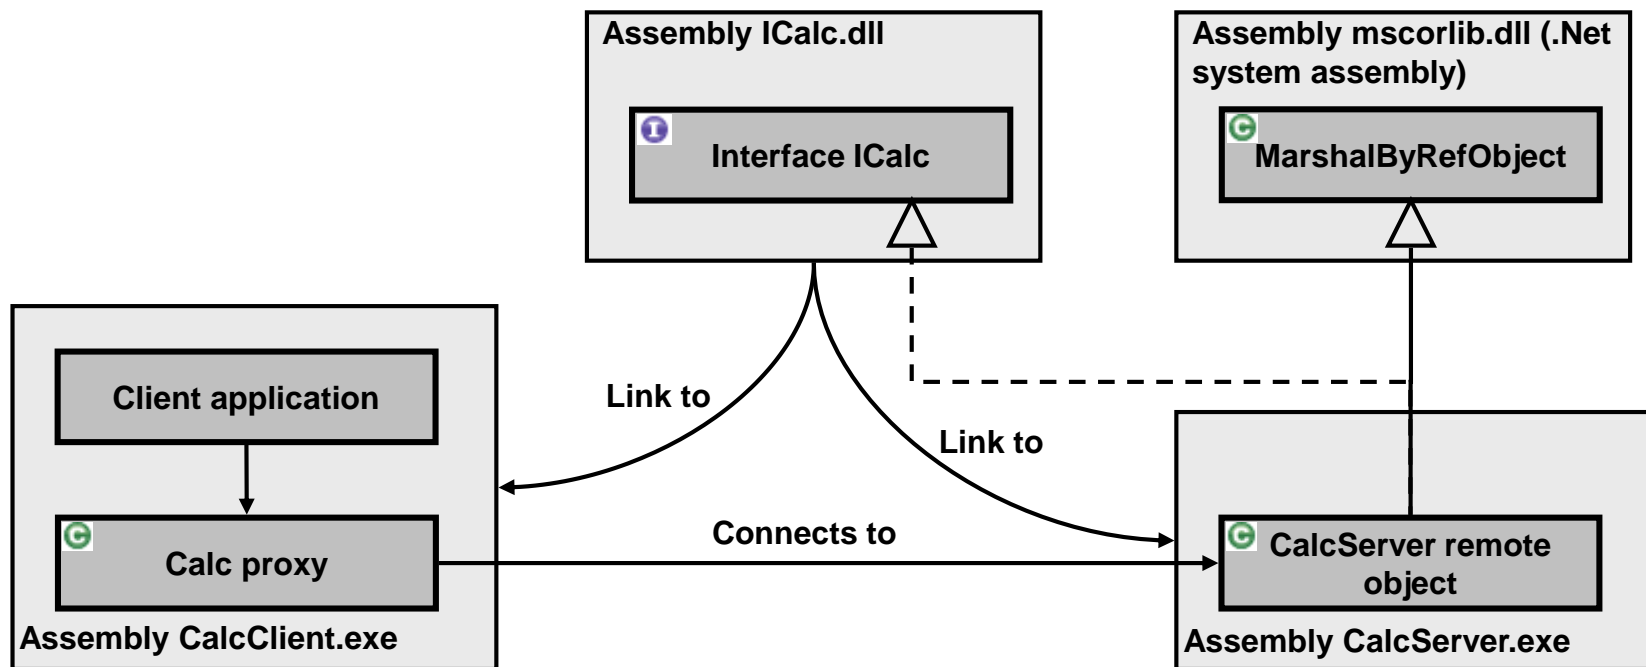 Assembly ICalc.dll
I
Interface ICalc
Assembly mscorlib.dll (.Net
system assembly)
C
MarshalByRefObject
Client application
Link to
Link to
C
Calc proxy
Connects to
C
CalcServer remote
object
Assembly CalcClient.exe
Assembly CalcServer.exe